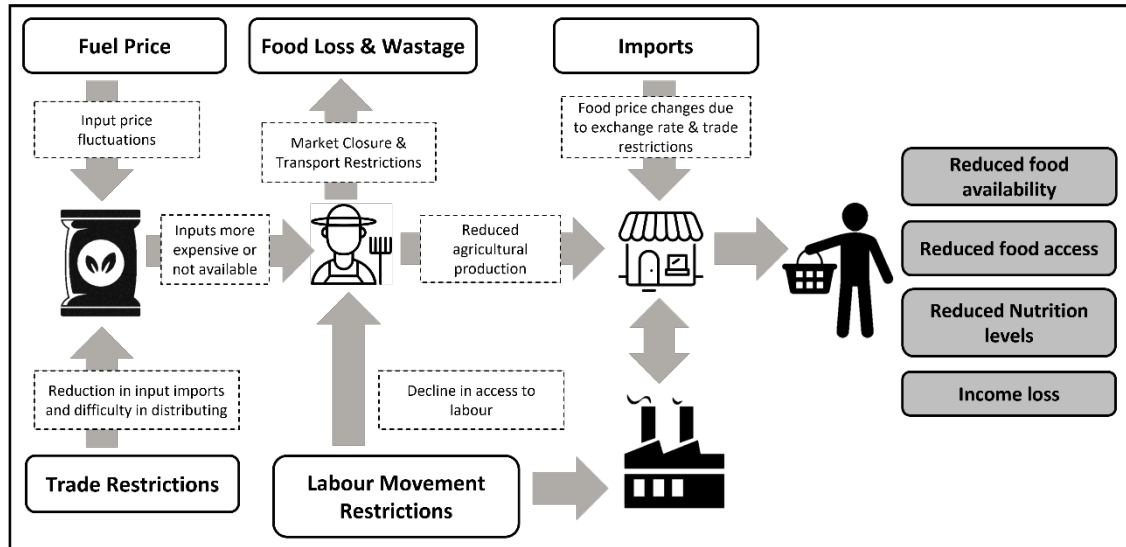 Fuel Price
Food Loss & Wastage
Imports
Input price
fluctuations
Market Closure &
Transport Restrictions
Food price changes due
to exchange rate & trade
restrictions
Inputs more
expensive or
not available
Reduced
agricultural
production
Reduced food
availability
Reduced food access
Reduced Nutrition
levels
Income loss
Reduction in input imports
and difficulty in distributing
Decline in access to
labour
Trade Restrictions
Labour Movement
Restrictions